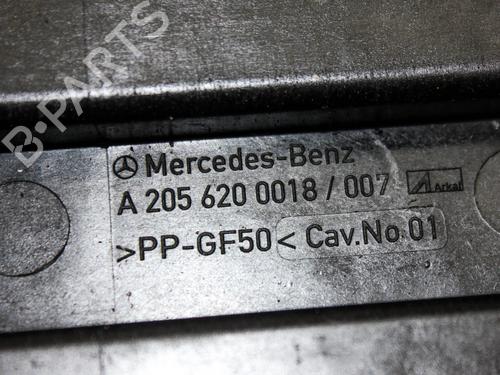 B-PARTS
Mercedes-Benz
A 205 620 0018 / 007 Arkal
>PP-GF50< Cav.No 01